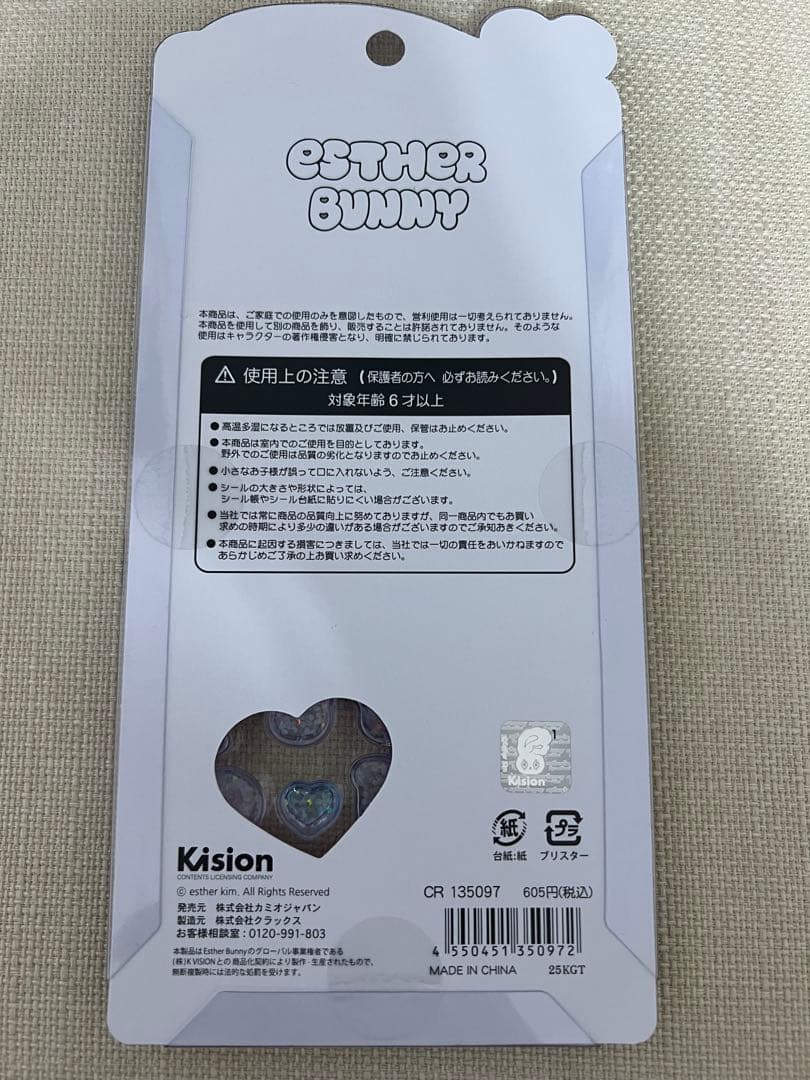 ESTHER
BUNNY
本商品は、ご家庭での使用のみを意図したもので、営利使用は一切考えられておりません。
本商品を使用して別の商品を飾り、販売することは許諾されておりません。そのような
使用はキャラクターの著作権侵害となり、明確に禁じられております。
⚠ 使用上の注意 (保護者の方へ 必ずお読みください。)
対象年齢6才以上
●高温多湿になるところでは放置及びご使用、保管はお止めください。
●本商品は室内でのご使用を目的としております。
野外でのご使用は品質の劣化となりますのでお止めください。
●小さなお子様が誤って口に入れないよう、ご注意ください。
●シールの大きさや形状によっては、
シール帳やシール台紙に貼りにくい場合がございます。
●当社では常に商品の品質向上に努めておりますが、同一商品内でもお買い
求めの時期により多少の違いがある場合がございますのでご承知おきください。
●本商品に起因する損害につきましては、当社では一切の責任をおいかねますので
あらかじめご了承の上お買い求めください。
1
Kision
紙
プラ
台紙:紙 ブリスター
Kision
CONTENTS LICENSING COMPANY
© esther kim. All Rights Reserved
発売元 株式会社カミオジャパン
製造元 株式会社クラックス
お客様相談室:0120-991-803
本製品はEsther Bunnyのグローバル事業権者である
(株)K VISIONとの商品化契約により製作・生産されたもので、
無断複製時には法的な処罰を受けます。
CR 135097 605円(税込)
4 550451 350972
MADE IN CHINA 25KGT